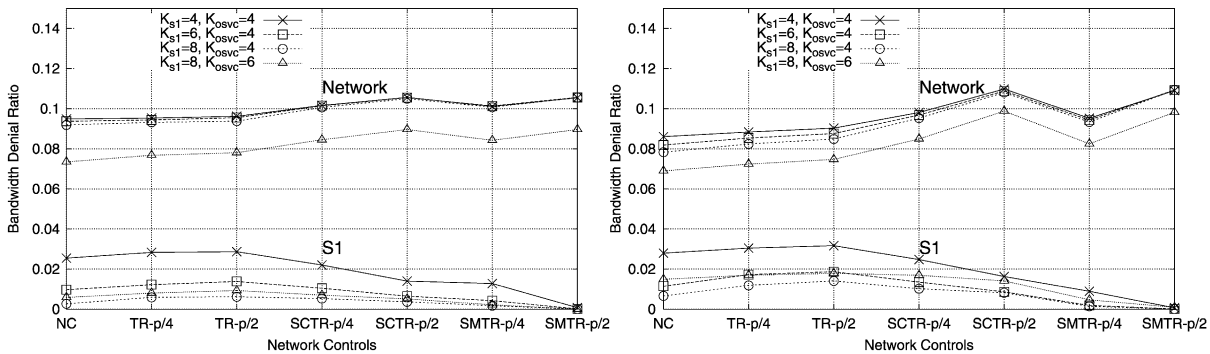 Bandwidth Denial Ratio
0.14
0.12
0.1
0.08
0.06
0.04
0.02
0
Ks1=4, Kosvc=4
Ks1=6, Kosvc=4
Ks1=8, Kosvc=4
Ks1=8, Kosvc=6
Network
S1
NC TR-p/4 TR-p/2 SCTR-p/4 SCTR-p/2 SMTR-p/4 SMTR-p/2
Network Controls
Bandwidth Denial Ratio
0.14
0.12
0.1
0.08
0.06
0.04
0.02
0
Ks1=4, Kosvc=4
Ks1=6, Kosvc=4
Ks1=8, Kosvc=4
Ks1=8, Kosvc=6
Network
S1
NC TR-p/4 TR-p/2 SCTR-p/4 SCTR-p/2 SMTR-p/4 SMTR-p/2
Network Controls